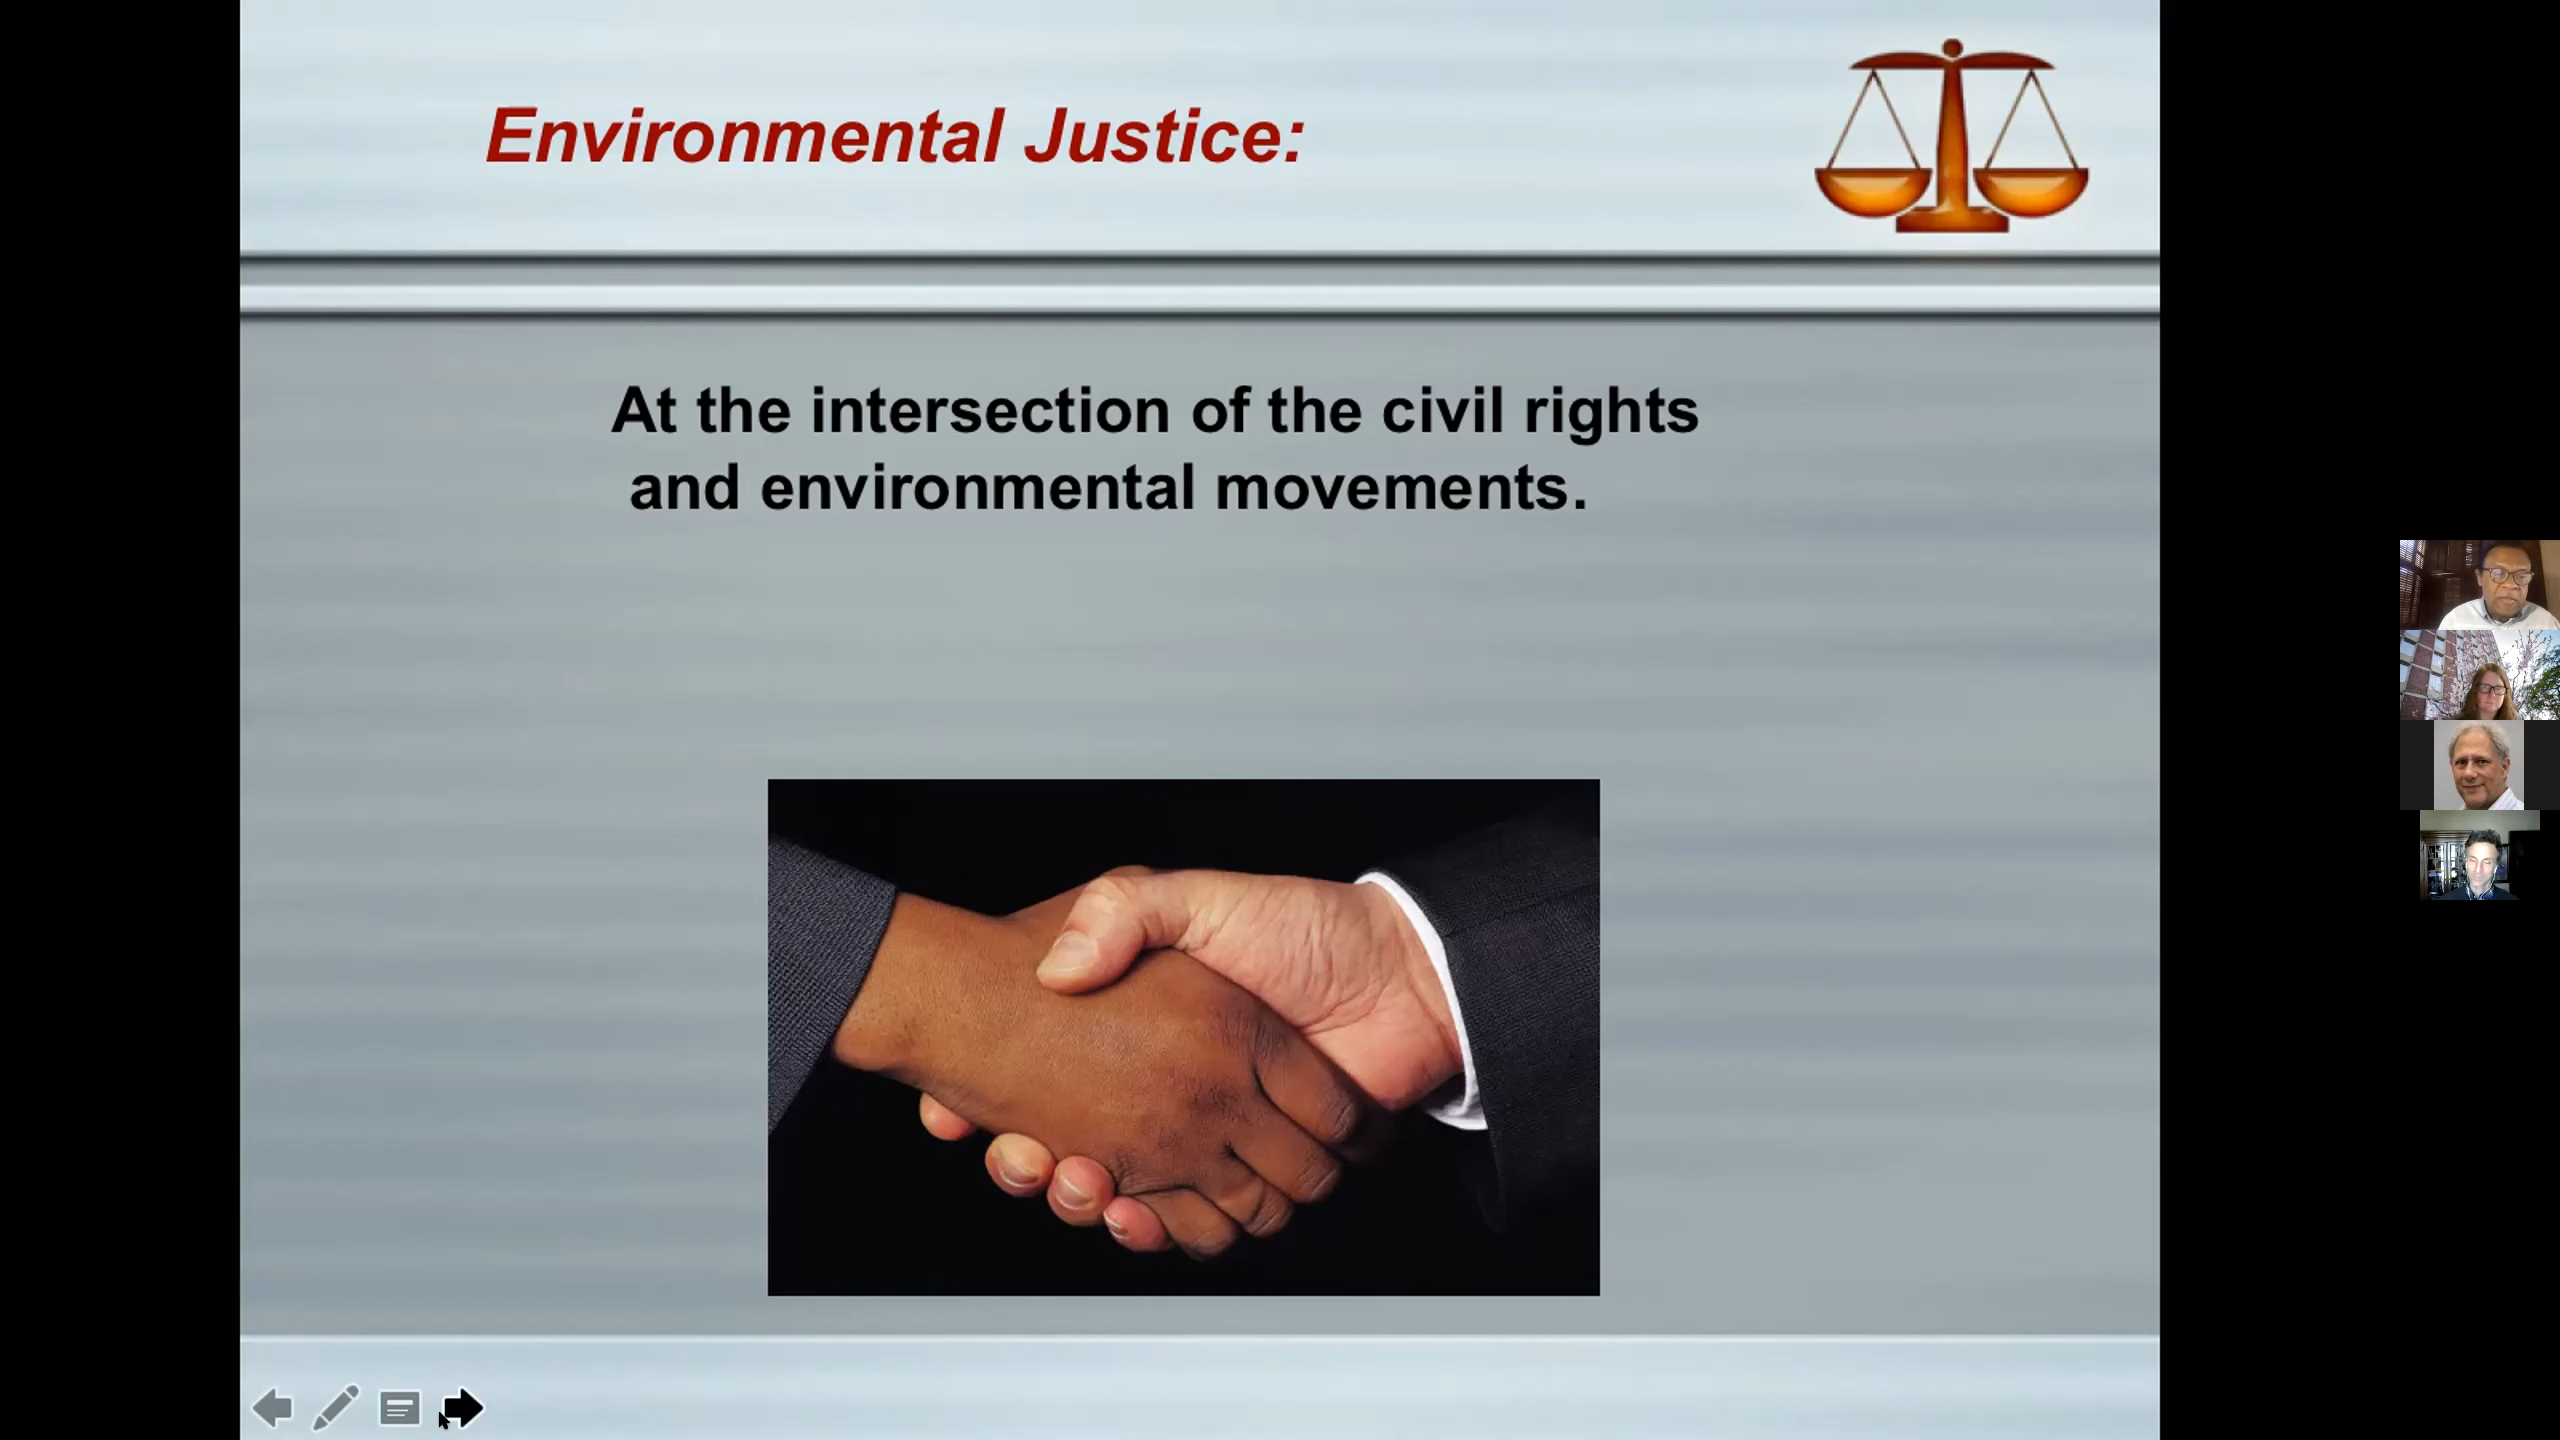 Environmental Justice:
At the intersection of the civil rights
and environmental movements.